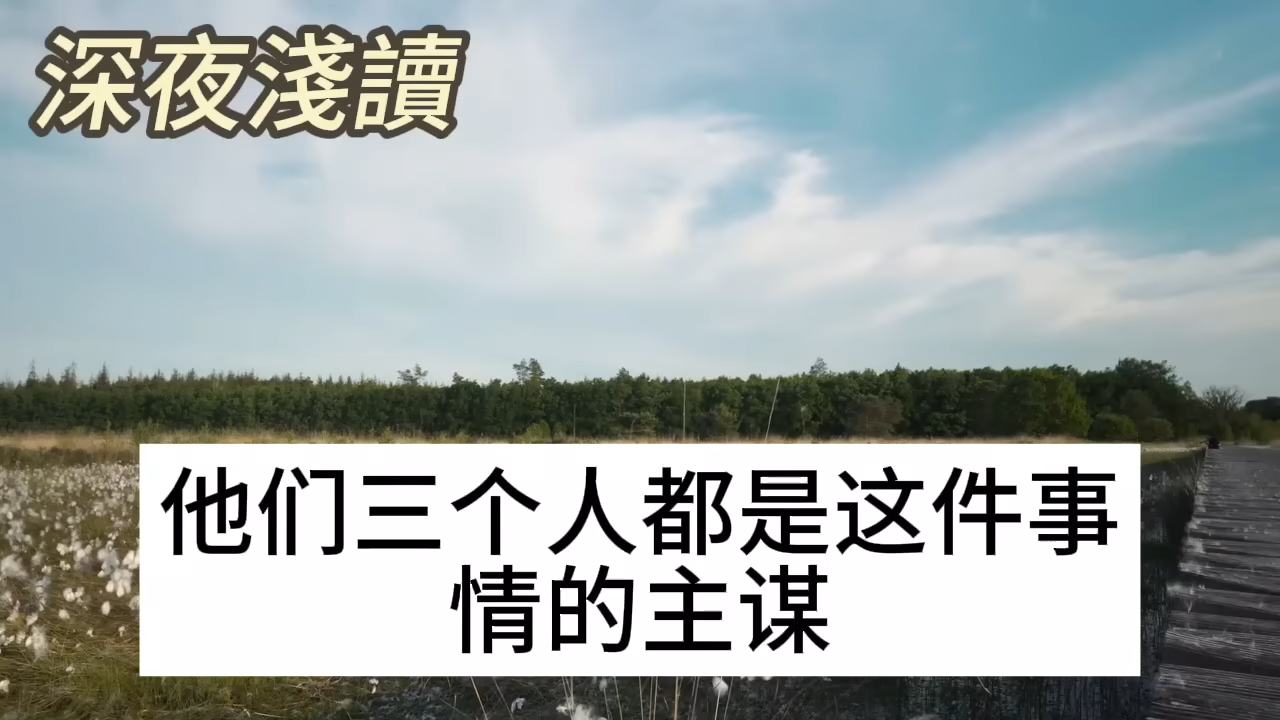 深夜淺讀
他们三个人都是这件事
情的主谋